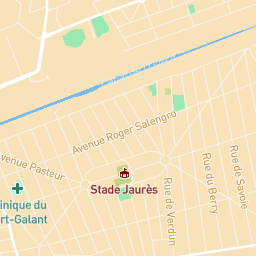 Avenue Roger Salengro
Avenue Pasteur
Stade Jaurès
Rue de Verdun
Rue du Berry
Rue de Savoie
inique du
rt-Galant